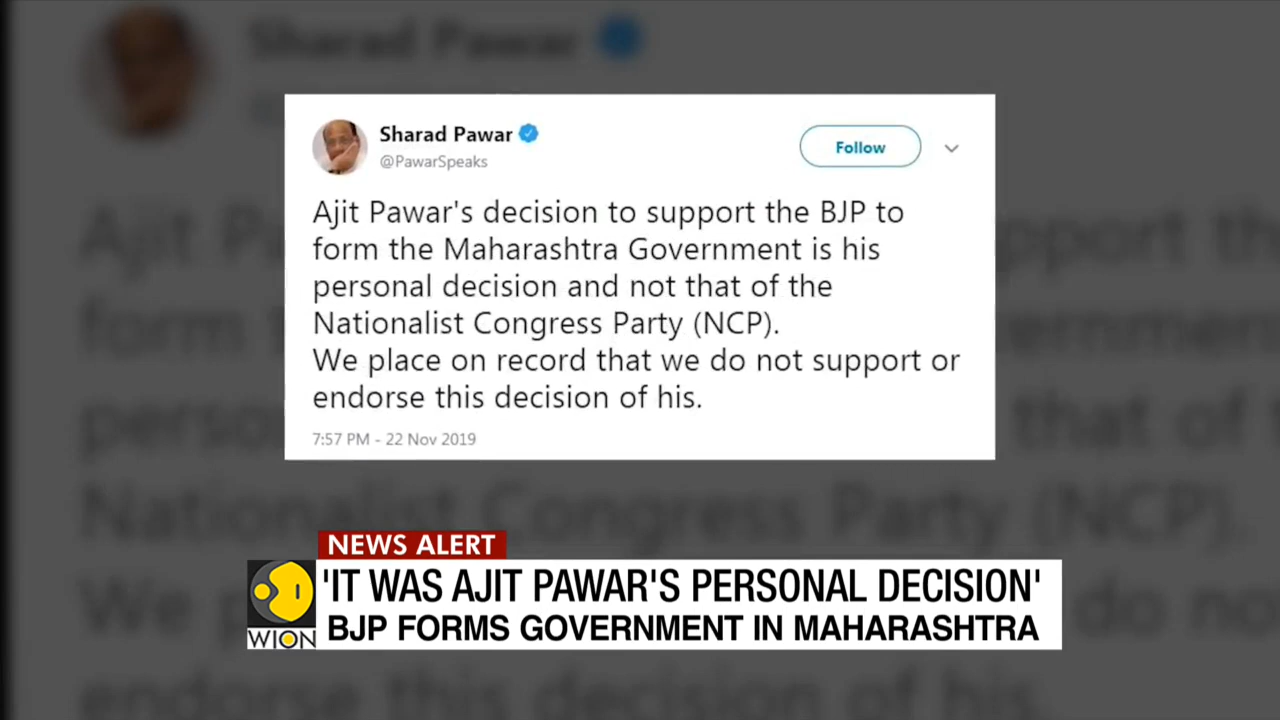 Sharad Pawar
Sharad Pawar
@PawarSpeaks
Follow
Ajit Pawar's decision to support the BJP to
form the Maharashtra Government is his
personal decision and not that of the
Nationalist Congress Party (NCP).
We place on record that we do not support or
endorse this decision of his.
7:57 PM - 22 Nov 2019
NEWS ALERT
'IT WAS AJIT PAWAR'S PERSONAL DECISION'
BJP FORMS GOVERNMENT IN MAHARASHTRA
WION